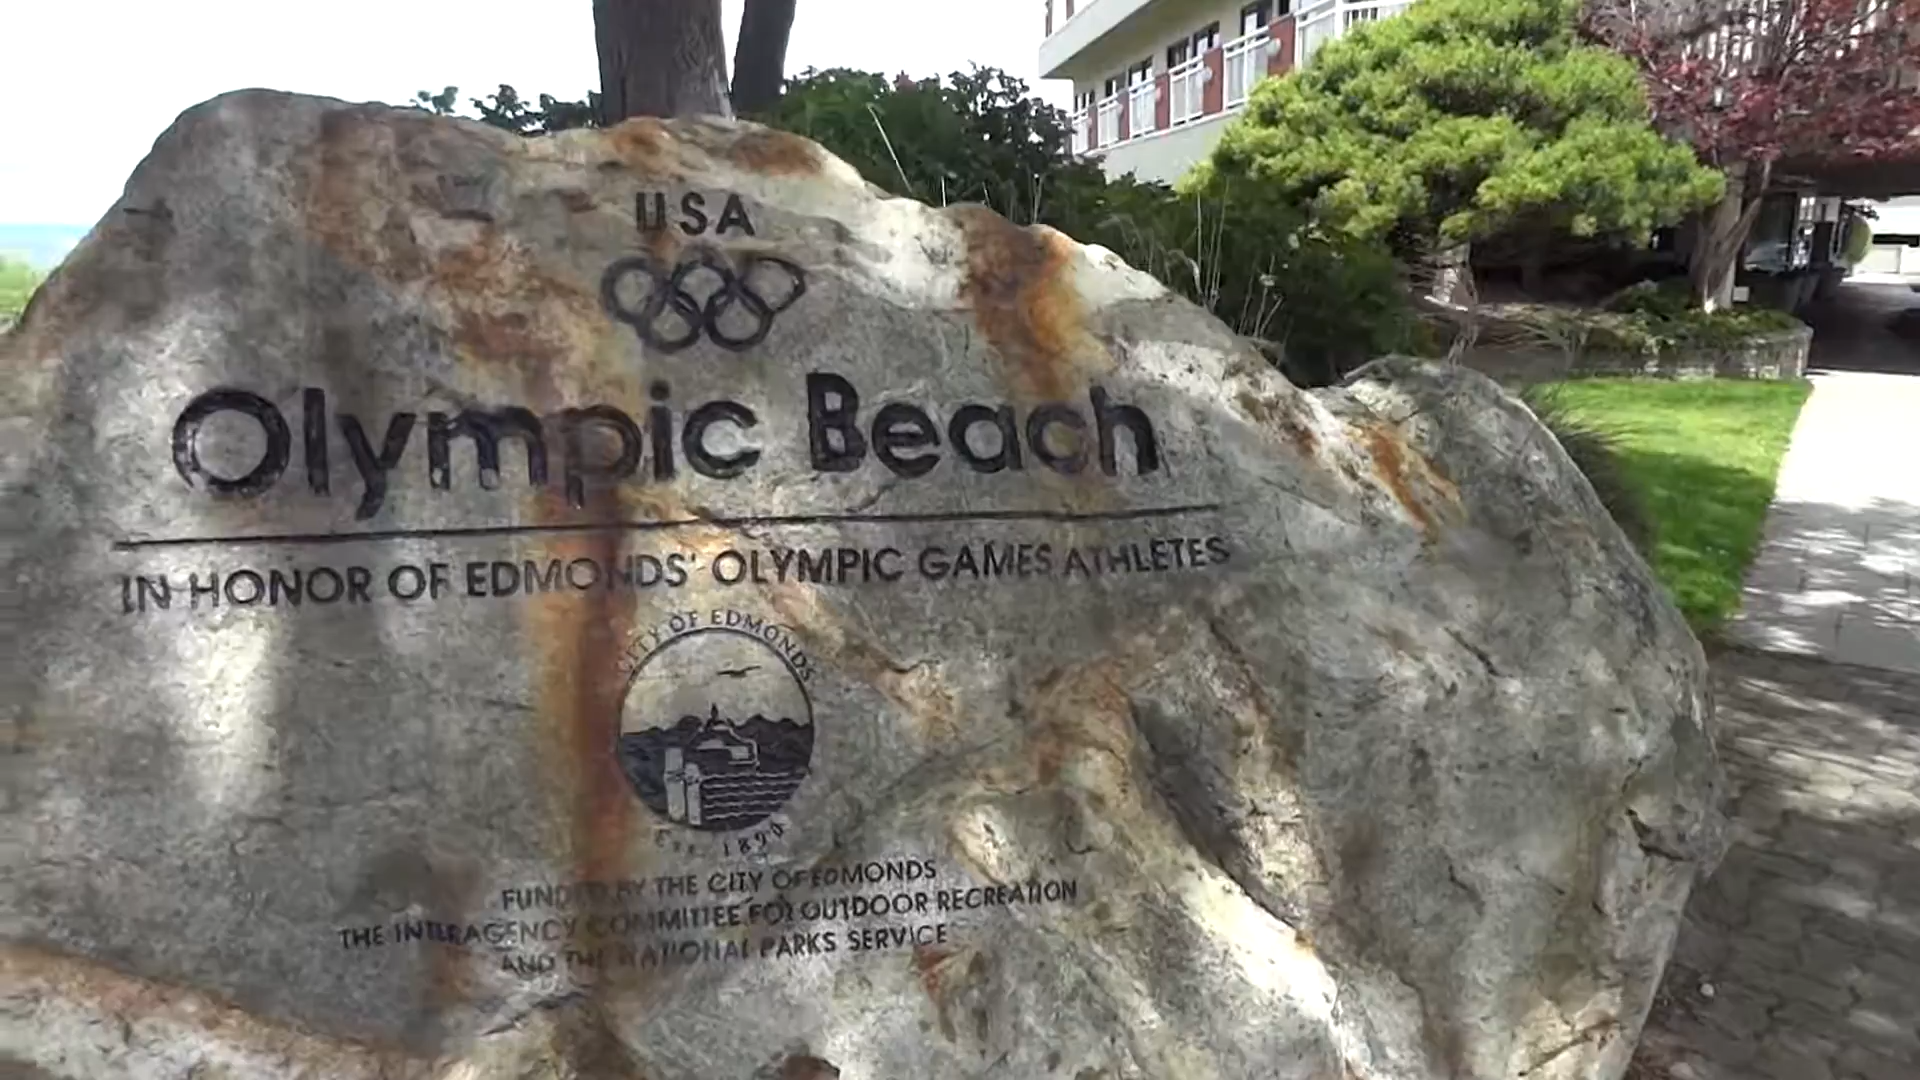 USA
Olympic Beach
IN HONOR OF EDMONDS' OLYMPIC GAMES ATHLETES
CITY OF EDMONDS
EST. 1890
FUNDED BY THE CITY OF EDMONDS
THE INTERAGENCY COMMITTEE FOR OUTDOOR RECREATION
AND THE NATIONAL PARKS SERVICE